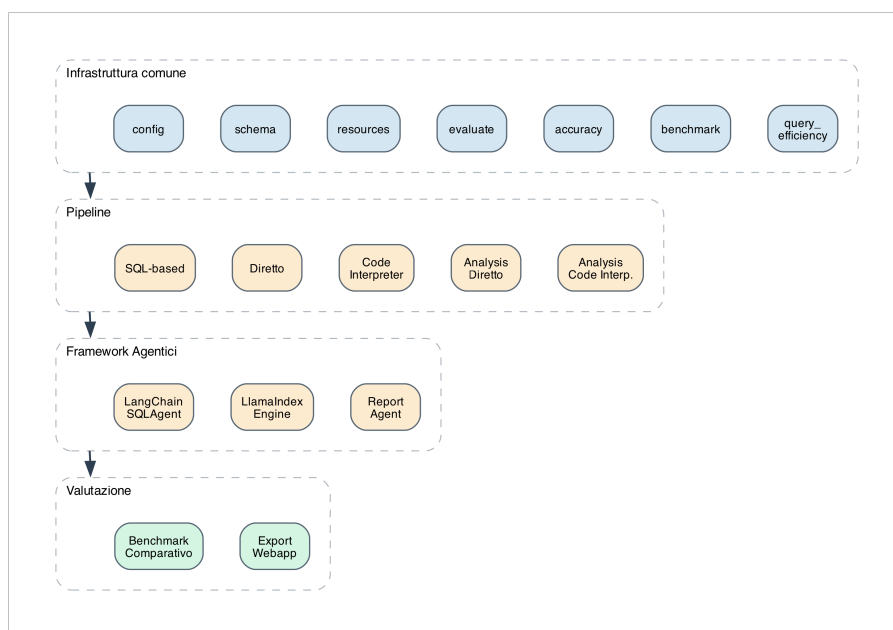 Infrastruttura comune
config
schema
resources
evaluate
accuracy
benchmark
query_
efficiency
Pipeline
SQL-based
Diretto
Code
Interpreter
Analysis
Diretto
Analysis
Code Interp.
Framework Agentici
LangChain
SQLAgent
LlamaIndex
Engine
Report
Agent
Valutazione
Benchmark
Comparativo
Export
Webapp